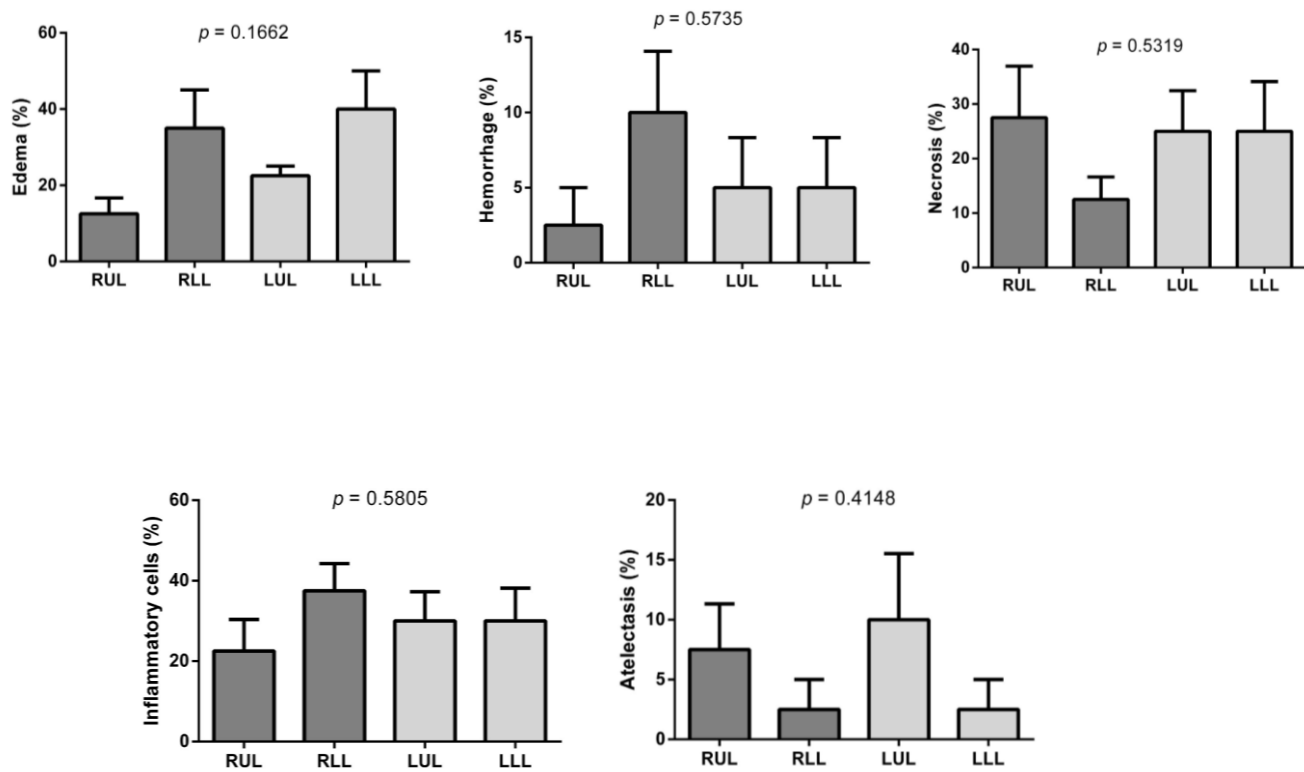 p = 0.1662
Edema (%)
60
40
20
0
RUL RLL LUL LLL
p = 0.5735
Hemorrhage (%)
15
10
5
0
RUL RLL LUL LLL
p = 0.5319
Necrosis (%)
40
30
20
10
0
RUL RLL LUL LLL
p = 0.5805
Inflammatory cells (%)
60
40
20
0
RUL RLL LUL LLL
p = 0.4148
Atelectasis (%)
20
15
10
5
0
RUL RLL LUL LLL